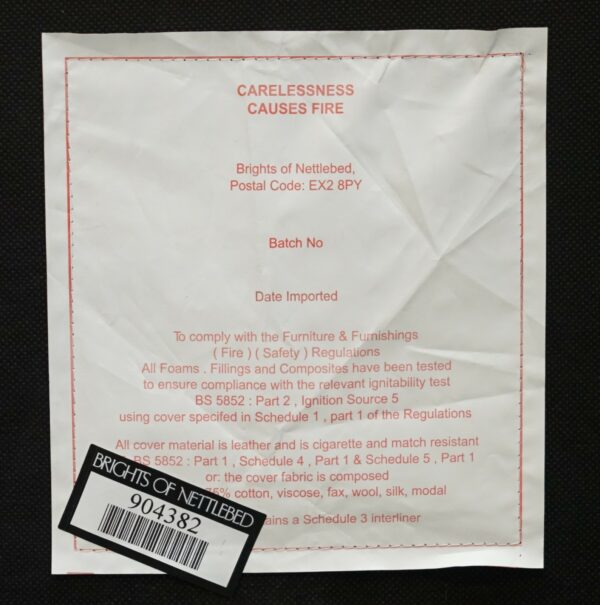 CARELESSNESS
CAUSES FIRE
Brights of Nettlebed,
Postal Code: EX2 8PY
Batch No
Date Imported
To comply with the Furniture & Furnishings
( Fire ) ( Safety ) Regulations
All Foams . Fillings and Composites have been tested
to ensure compliance with the relevant ignitability test
BS 5852 : Part 2 , Ignition Source 5
using cover specifed in Schedule 1 , part 1 of the Regulations
All cover material is leather and is cigarette and match resistant
BS 5852 : Part 1 , Schedule 4 , Part 1 & Schedule 5 , Part 1
or: the cover fabric is composed
75% cotton, viscose, fax, wool, silk, modal
a Schedule 3 interliner
BRIGHTS OF NETTLEBED
904382